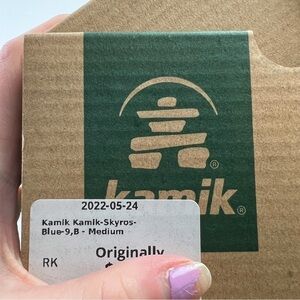 kamik®
2022-05-24
Kamik Kamik-Skyros-
Blue-9,B - Medium
Originally
RK